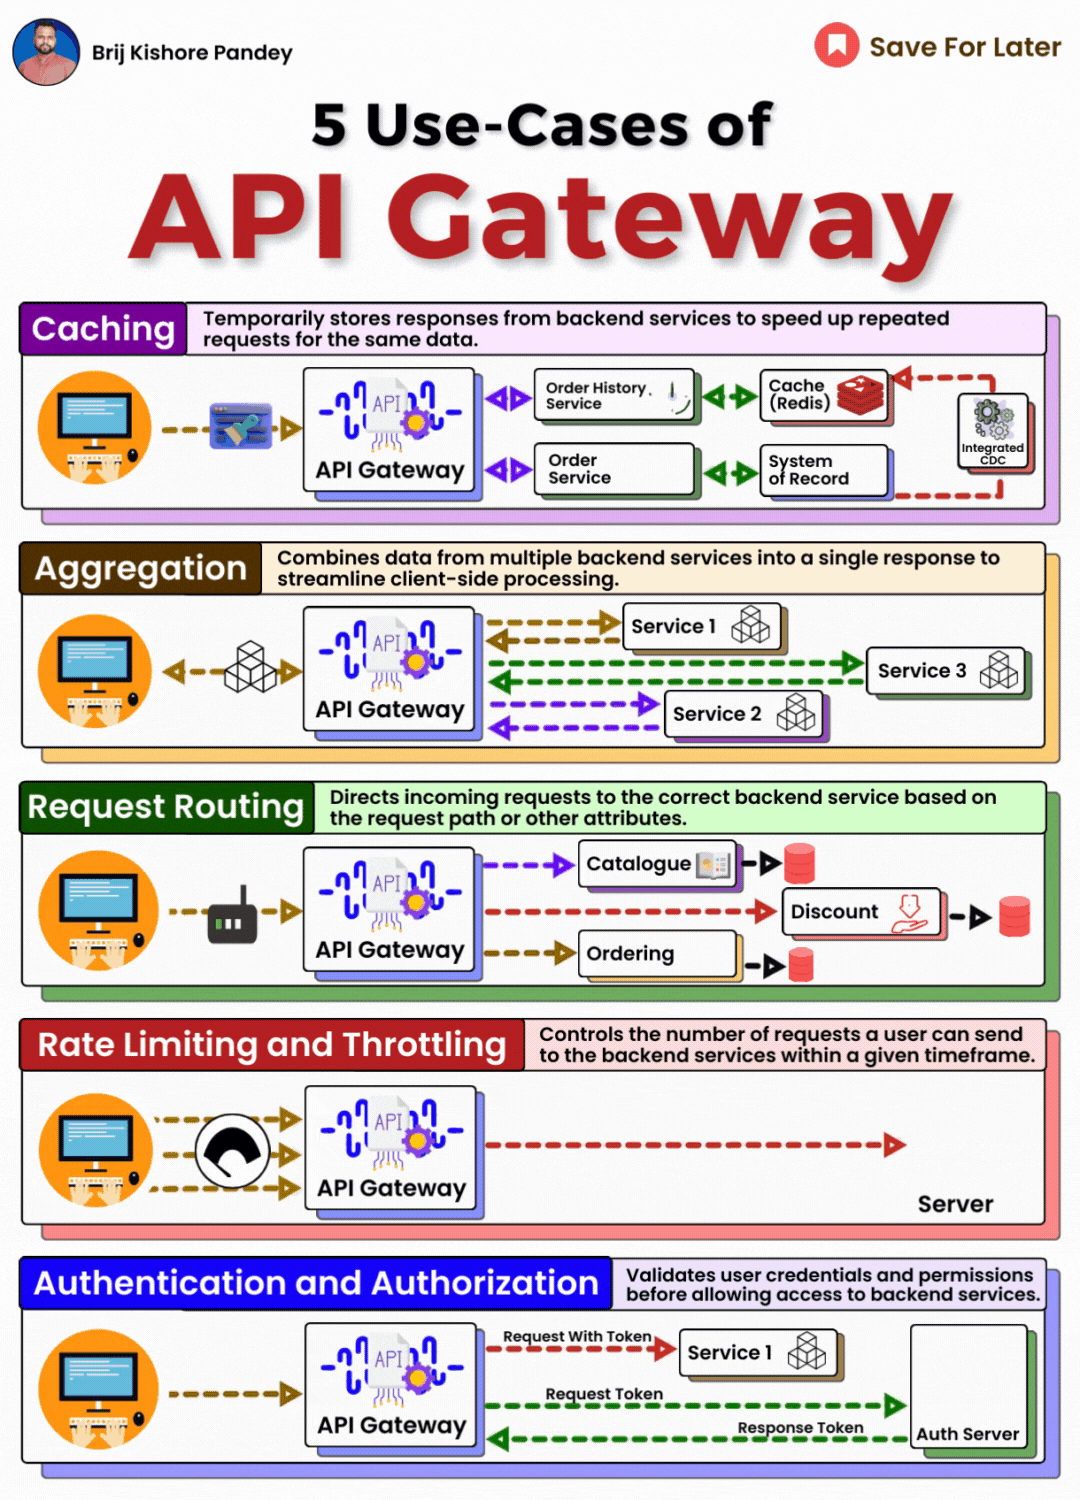 Brij Kishore Pandey
Save For Later
5 Use-Cases of
API Gateway
Caching
Temporarily stores responses from backend services to speed up repeated
requests for the same data.
API
API Gateway
Order History
Service
Cache
(Redis)
Order
Service
System
of Record
Integrated
CDC
Aggregation
Combines data from multiple backend services into a single response to
streamline client-side processing.
API
API Gateway
Service 1
Service 3
Service 2
Request Routing
Directs incoming requests to the correct backend service based on
the request path or other attributes.
API
API Gateway
Catalogue
Discount
Ordering
Rate Limiting and Throttling
Controls the number of requests a user can send
to the backend services within a given timeframe.
API
API Gateway
Server
Authentication and Authorization
Validates user credentials and permissions
before allowing access to backend services.
API
API Gateway
Request With Token
Service 1
Request Token
Response Token
Auth Server